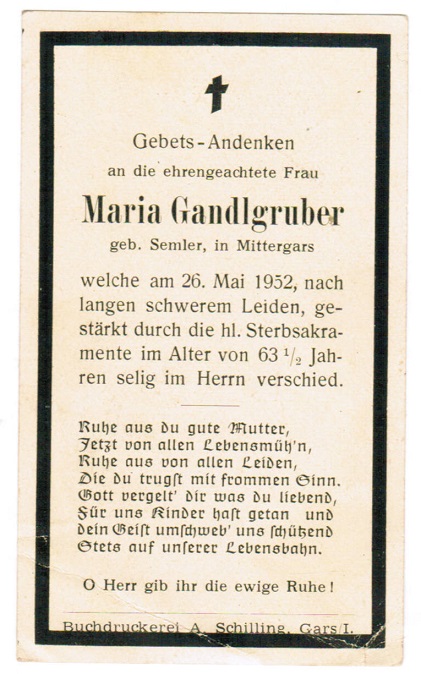 Gebets-Andenken
an die ehrengeachtete Frau
Maria Gandlgruber
geb. Semler, in Mittergars
welche am 26. Mai 1952, nach
langen schwerem Leiden, ge-
stärkt durch die hl. Sterbsakra-
mente im Alter von 63 1/2 Jah-
ren selig im Herrn verschied.
Ruhe aus du gute Mutter,
Jetzt von allen Lebensmüh'n,
Ruhe aus von allen Leiden,
Die du trugst mit frommen Sinn.
Gott vergelt' dir was du liebend,
Für uns Kinder hast getan und
dein Geist umschweb' uns schützend
Stets auf unserer Lebensbahn.
O Herr gib ihr die ewige Ruhe!
Buchdruckerei A. Schilling, Gars/I.